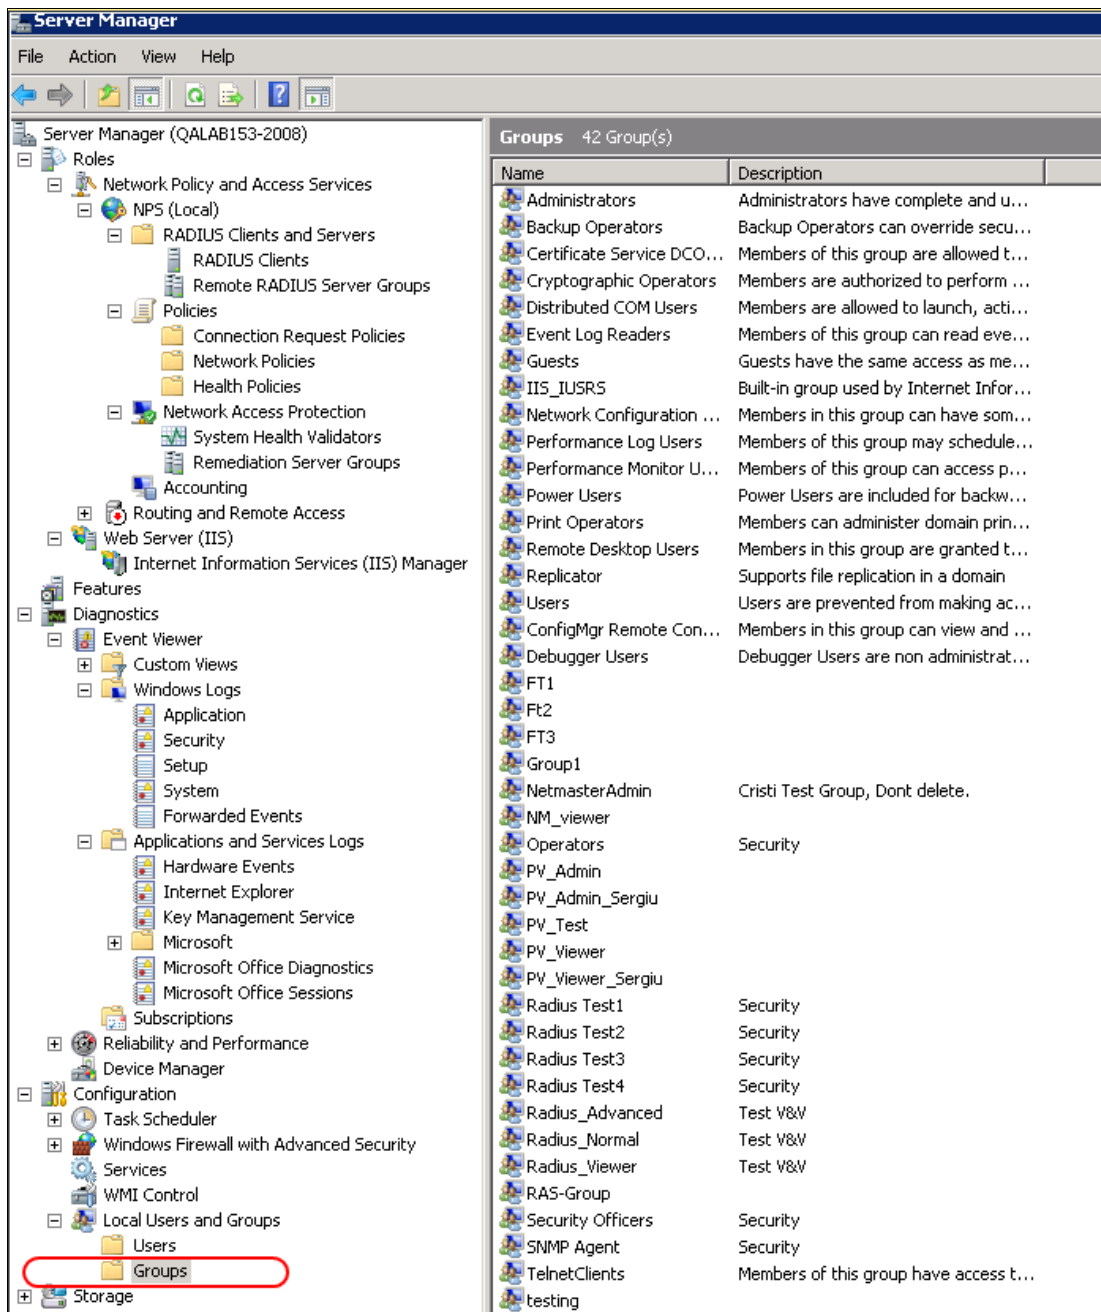 Server Manager
File Action View Help
Server Manager (QALAB153-2008)
Roles
Network Policy and Access Services
NPS (Local)
RADIUS Clients and Servers
RADIUS Clients
Remote RADIUS Server Groups
Policies
Connection Request Policies
Network Policies
Health Policies
Network Access Protection
System Health Validators
Remediation Server Groups
Accounting
Routing and Remote Access
Web Server (IIS)
Internet Information Services (IIS) Manager
Features
Diagnostics
Event Viewer
Custom Views
Windows Logs
Application
Security
Setup
System
Forwarded Events
Applications and Services Logs
Hardware Events
Internet Explorer
Key Management Service
Microsoft
Microsoft Office Diagnostics
Microsoft Office Sessions
Subscriptions
Reliability and Performance
Device Manager
Configuration
Task Scheduler
Windows Firewall with Advanced Security
Services
WMI Control
Local Users and Groups
Users
Groups
Storage
Groups 42 Group(s)
Name Description
Administrators Administrators have complete and u...
Backup Operators Backup Operators can override secu...
Certificate Service DCO... Members of this group are allowed t...
Cryptographic Operators Members are authorized to perform ...
Distributed COM Users Members are allowed to launch, acti...
Event Log Readers Members of this group can read eve...
Guests Guests have the same access as me...
IIS_IUSRS Built-in group used by Internet Infor...
Network Configuration ... Members in this group can have som...
Performance Log Users Members of this group may schedule...
Performance Monitor U... Members of this group can access p...
Power Users Power Users are included for backw...
Print Operators Members can administer domain prin...
Remote Desktop Users Members in this group are granted t...
Replicator Supports file replication in a domain
Users Users are prevented from making ac...
ConfigMgr Remote Con... Members in this group can view and ...
Debugger Users Debugger Users are non administrat...
FT1
Ft2
FT3
Group1
NetmasterAdmin Cristi Test Group, Dont delete.
NM_viewer
Operators Security
PV_Admin
PV_Admin_Sergiu
PV_Test
PV_Viewer
PV_Viewer_Sergiu
Radius Test1 Security
Radius Test2 Security
Radius Test3 Security
Radius Test4 Security
Radius_Advanced Test V&V
Radius_Normal Test V&V
Radius_Viewer Test V&V
RAS-Group
Security Officers Security
SNMP Agent Security
TelnetClients Members of this group have access t...
testing